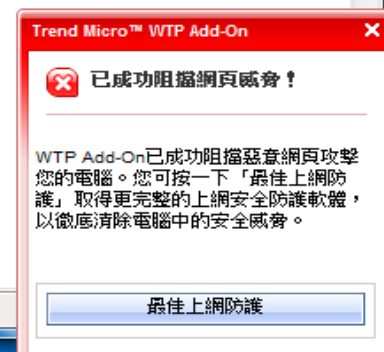 Trend Micro™ WTP Add-On
已成功阻擋網頁威脅！
WTP Add-On已成功阻擋惡意網頁攻擊
您的電腦。您可按一下「最佳上網防
護」取得更完整的上網安全防護軟體，
以徹底清除電腦中的安全威脅。
最佳上網防護